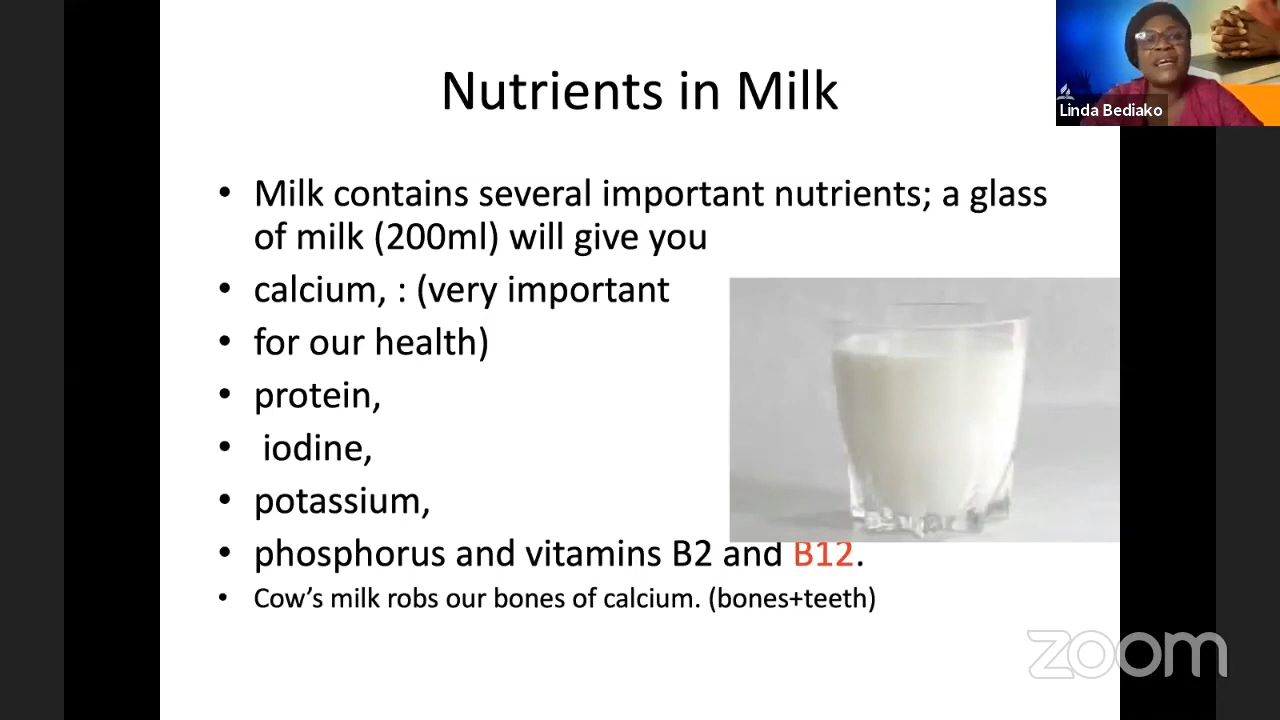 Nutrients in Milk
Linda Bediako
• Milk contains several important nutrients; a glass
of milk (200ml) will give you
• calcium, : (very important
• for our health)
• protein,
• iodine,
• potassium,
• phosphorus and vitamins B2 and B12.
• Cow’s milk robs our bones of calcium. (bones+teeth)
zoom